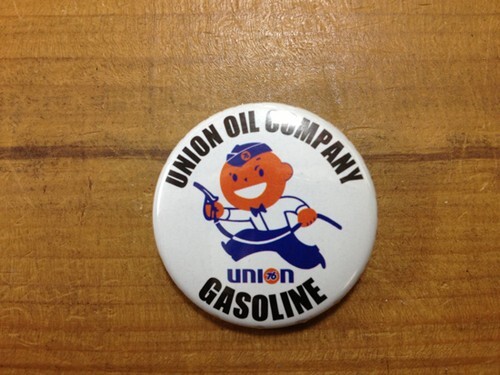 UNION OIL COMPANY
union
76
GASOLINE